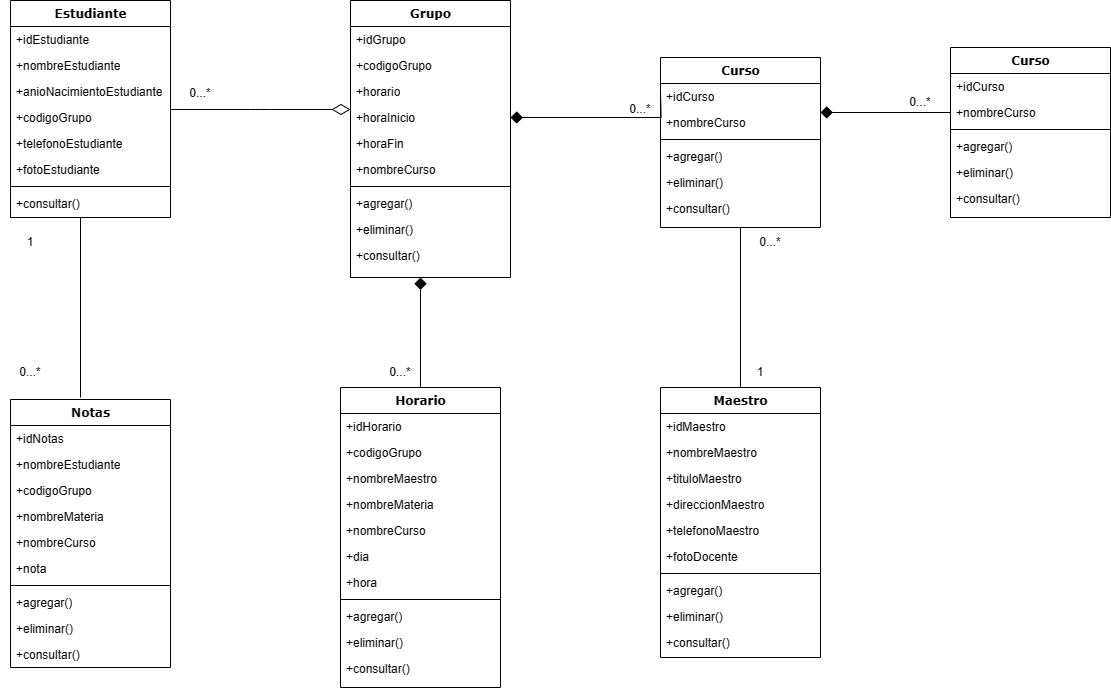 Estudiante
+idEstudiante
+nombreEstudiante
+anioNacimientoEstudiante
+codigoGrupo
+telefonoEstudiante
+fotoEstudiante
+consultar()
0...*
Grupo
+idGrupo
+codigoGrupo
+horario
+horaInicio
+horaFin
+nombreCurso
+agregar()
+eliminar()
+consultar()
0...*
Curso
+idCurso
+nombreCurso
+agregar()
+eliminar()
+consultar()
0...*
Curso
+idCurso
+nombreCurso
+agregar()
+eliminar()
+consultar()
1
0...*
0...*
0...*
1
Notas
+idNotas
+nombreEstudiante
+codigoGrupo
+nombreMateria
+nombreCurso
+nota
+agregar()
+eliminar()
+consultar()
Horario
+idHorario
+codigoGrupo
+nombreMaestro
+nombreMateria
+nombreCurso
+dia
+hora
+agregar()
+eliminar()
+consultar()
Maestro
+idMaestro
+nombreMaestro
+tituloMaestro
+direccionMaestro
+telefonoMaestro
+fotoDocente
+agregar()
+eliminar()
+consultar()